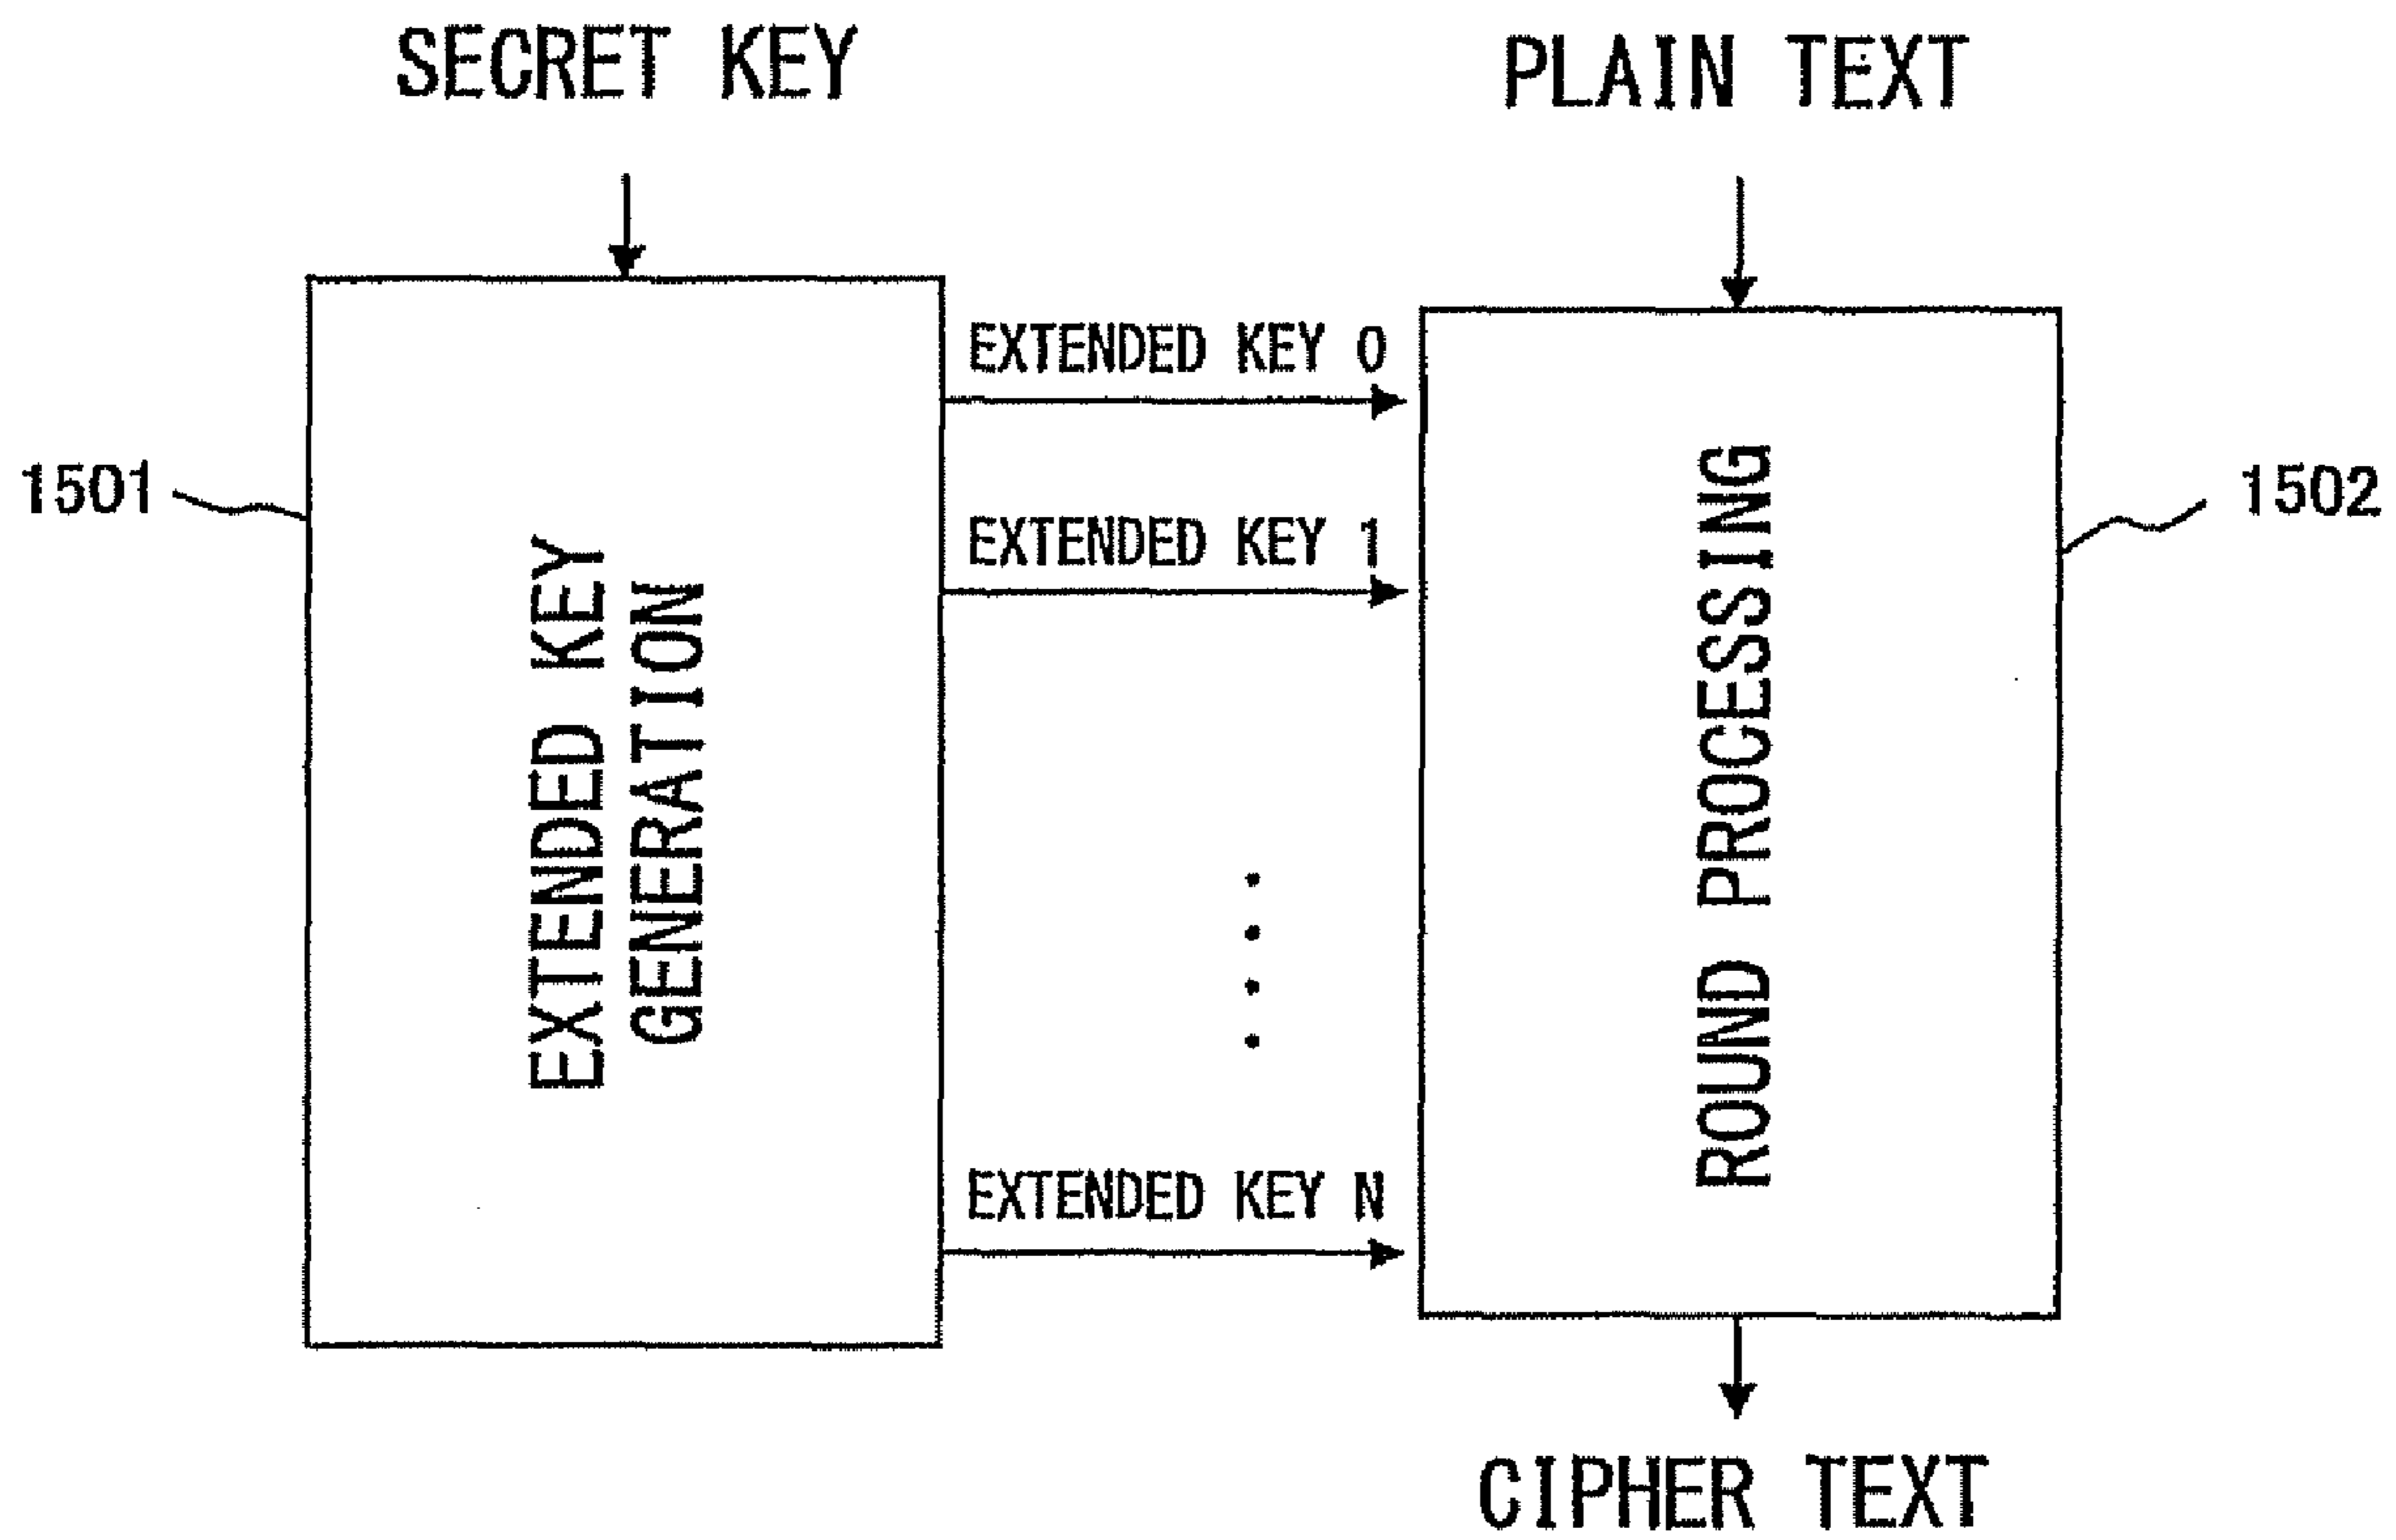 SECRET KEY
PLAIN TEXT
EXTENDED KEY 0
1501
1502
EXTENDED KEY 1
EXTENDED KEY
GENERATION
ROUND PROCESSING
EXTENDED KEY N
CIPHER TEXT